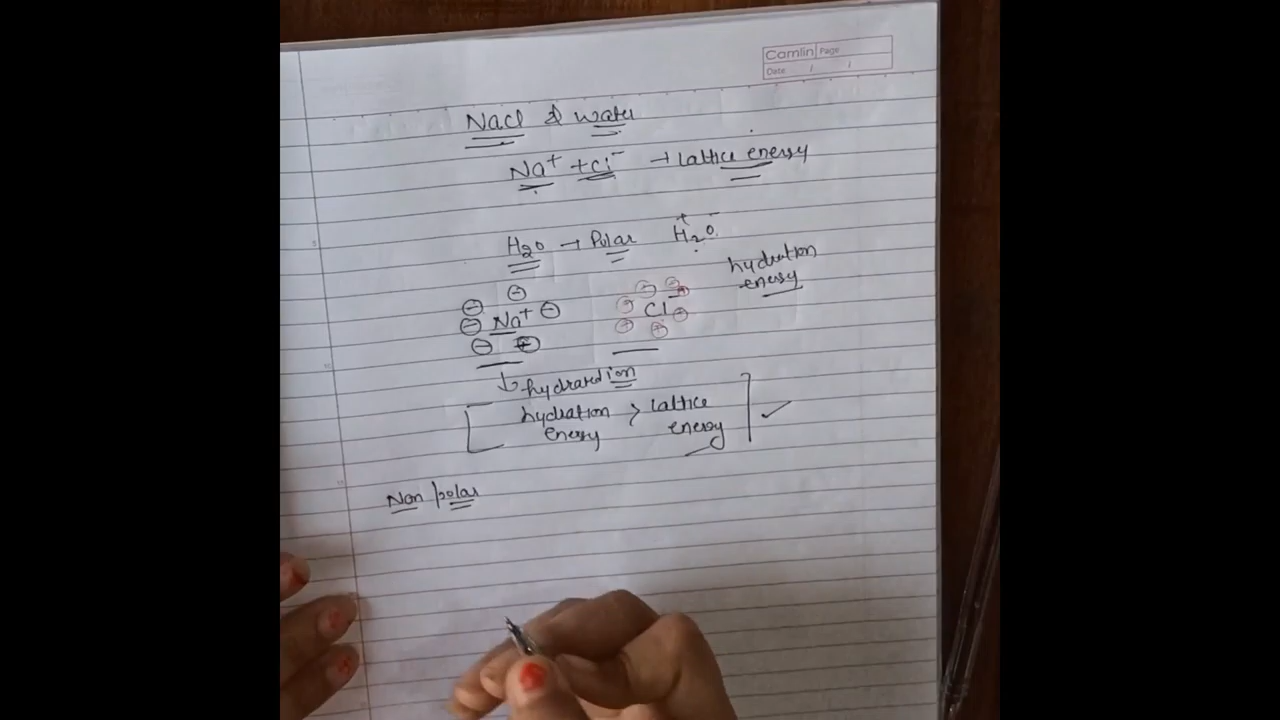 Camlin Page
Date / /
NaCl & water
Na⁺ + Cl⁻ → Lattice energy
H₂O → Polar H₂O
+ -
hydration
energy
Na⁺ Cl⁻
↳ hydrated ion
hydration > lattice
energy energy
Non polar